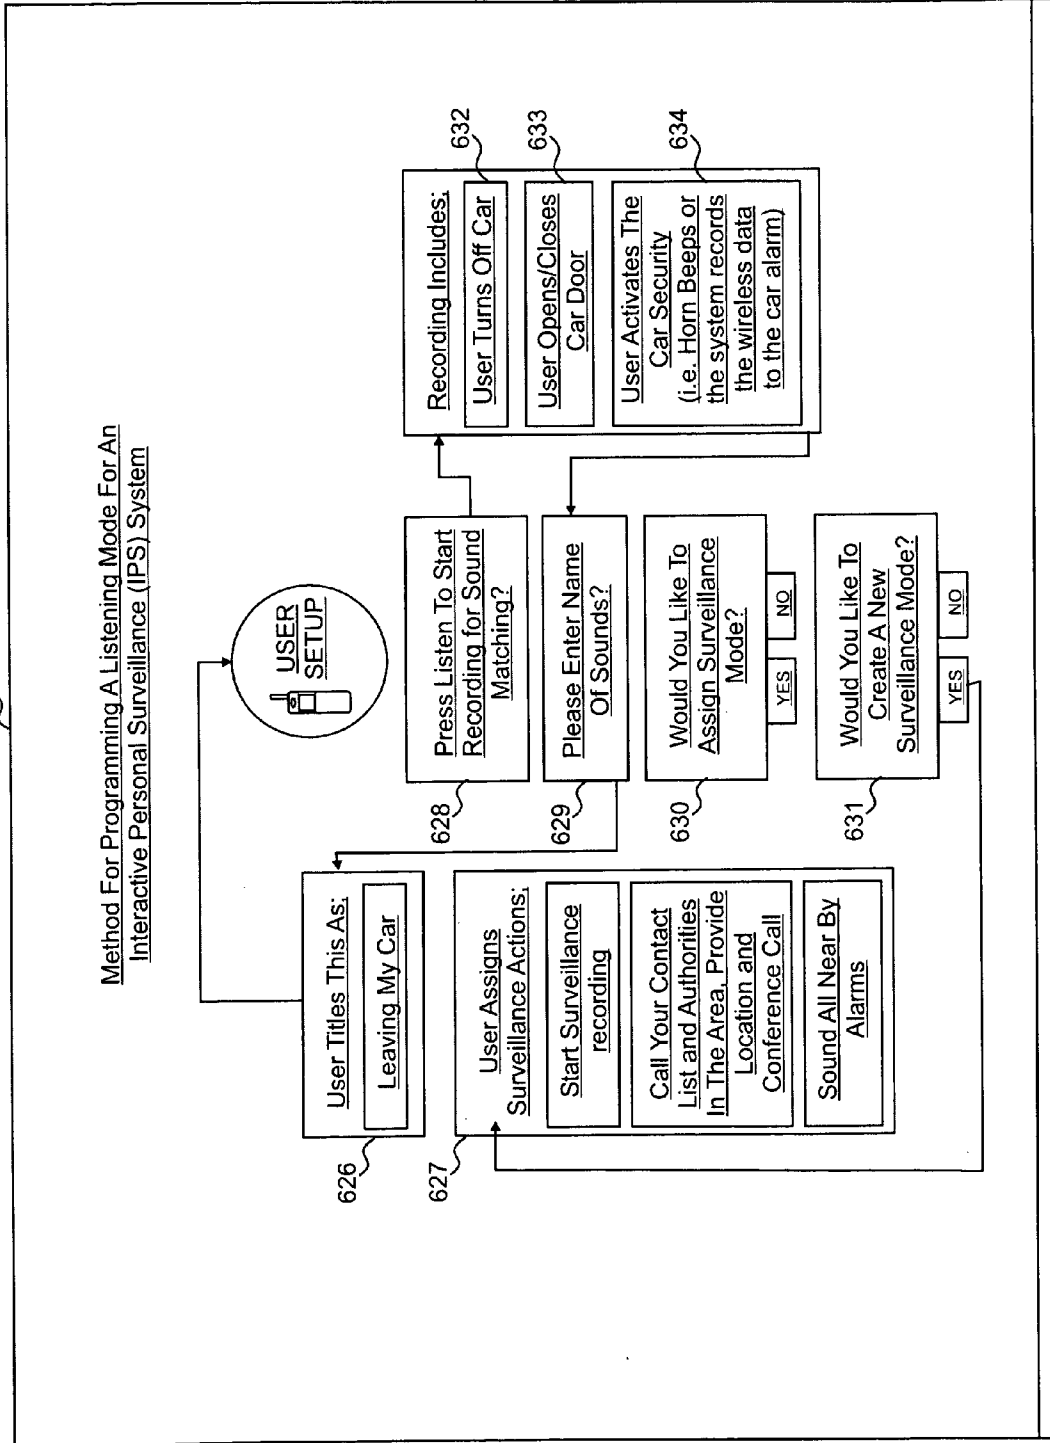 Method For Programming A Listening Mode For An
Interactive Personal Surveillance (IPS) System
USER
SETUP
User Titles This As:
Leaving My Car
626
User Assigns
Surveillance Actions;
Start Surveillance
recording
Call Your Contact
List and Authorities
In The Area, Provide
Location and
Conference Call
Sound All Near By
Alarms
627
Press Listen To Start
Recording for Sound
Matching?
628
Please Enter Name
Of Sounds?
629
Would You Like To
Assign Surveillance
Mode?
YES
NO
630
Would You Like To
Create A New
Surveillance Mode?
YES
NO
631
Recording Includes;
User Turns Off Car
632
User Opens/Closes
Car Door
633
User Activates The
Car Security
(i.e. Horn Beeps or
the system records
the wireless data
to the car alarm)
634